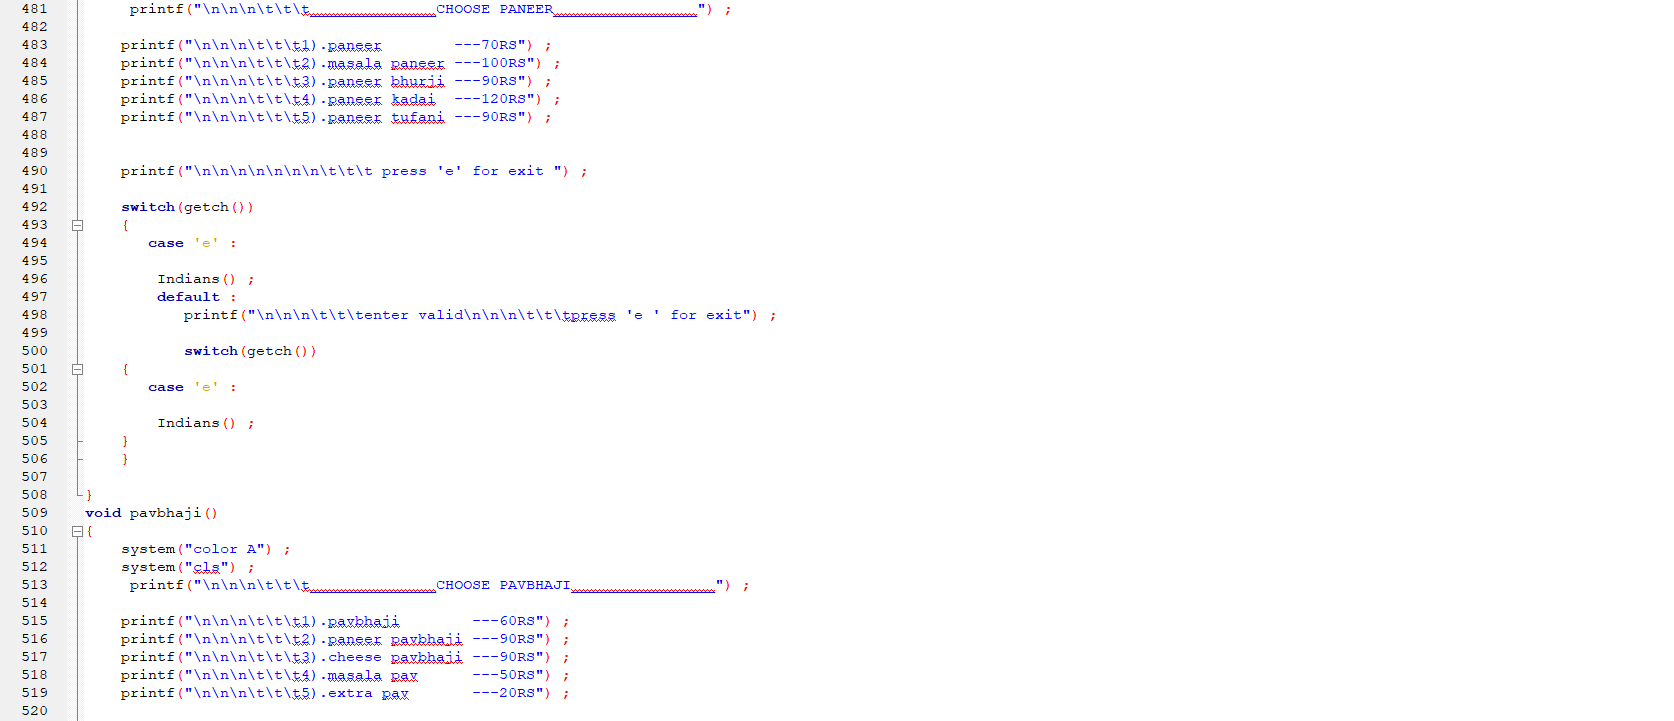 481 printf("\n\n\n\t\t\t______________CHOOSE PANEER________________") ;
482
483 printf("\n\n\n\t\t\t1).paneer        ---70RS") ;
484 printf("\n\n\n\t\t\t2).masala paneer ---100RS") ;
485 printf("\n\n\n\t\t\t3).paneer bhurji ---90RS") ;
486 printf("\n\n\n\t\t\t4).paneer kadai  ---120RS") ;
487 printf("\n\n\n\t\t\t5).paneer tufani ---90RS") ;
488
489
490 printf("\n\n\n\n\n\n\n\t\t\t press 'e' for exit ") ;
491
492 switch(getch())
493 {
494 case 'e' :
495
496 Indians() ;
497 default :
498 printf("\n\n\n\t\t\tenter valid\n\n\n\t\t\tpress 'e ' for exit") ;
499
500 switch(getch())
501 {
502 case 'e' :
503
504 Indians() ;
505 }
506 }
507
508 }
509 void pavbhaji()
510 {
511 system("color A") ;
512 system("cls") ;
513 printf("\n\n\n\t\t\t______________CHOOSE PAVBHAJI________________") ;
514
515 printf("\n\n\n\t\t\t1).pavbhaji        ---60RS") ;
516 printf("\n\n\n\t\t\t2).paneer pavbhaji ---90RS") ;
517 printf("\n\n\n\t\t\t3).cheese pavbhaji ---90RS") ;
518 printf("\n\n\n\t\t\t4).masala pav      ---50RS") ;
519 printf("\n\n\n\t\t\t5).extra pav       ---20RS") ;
520